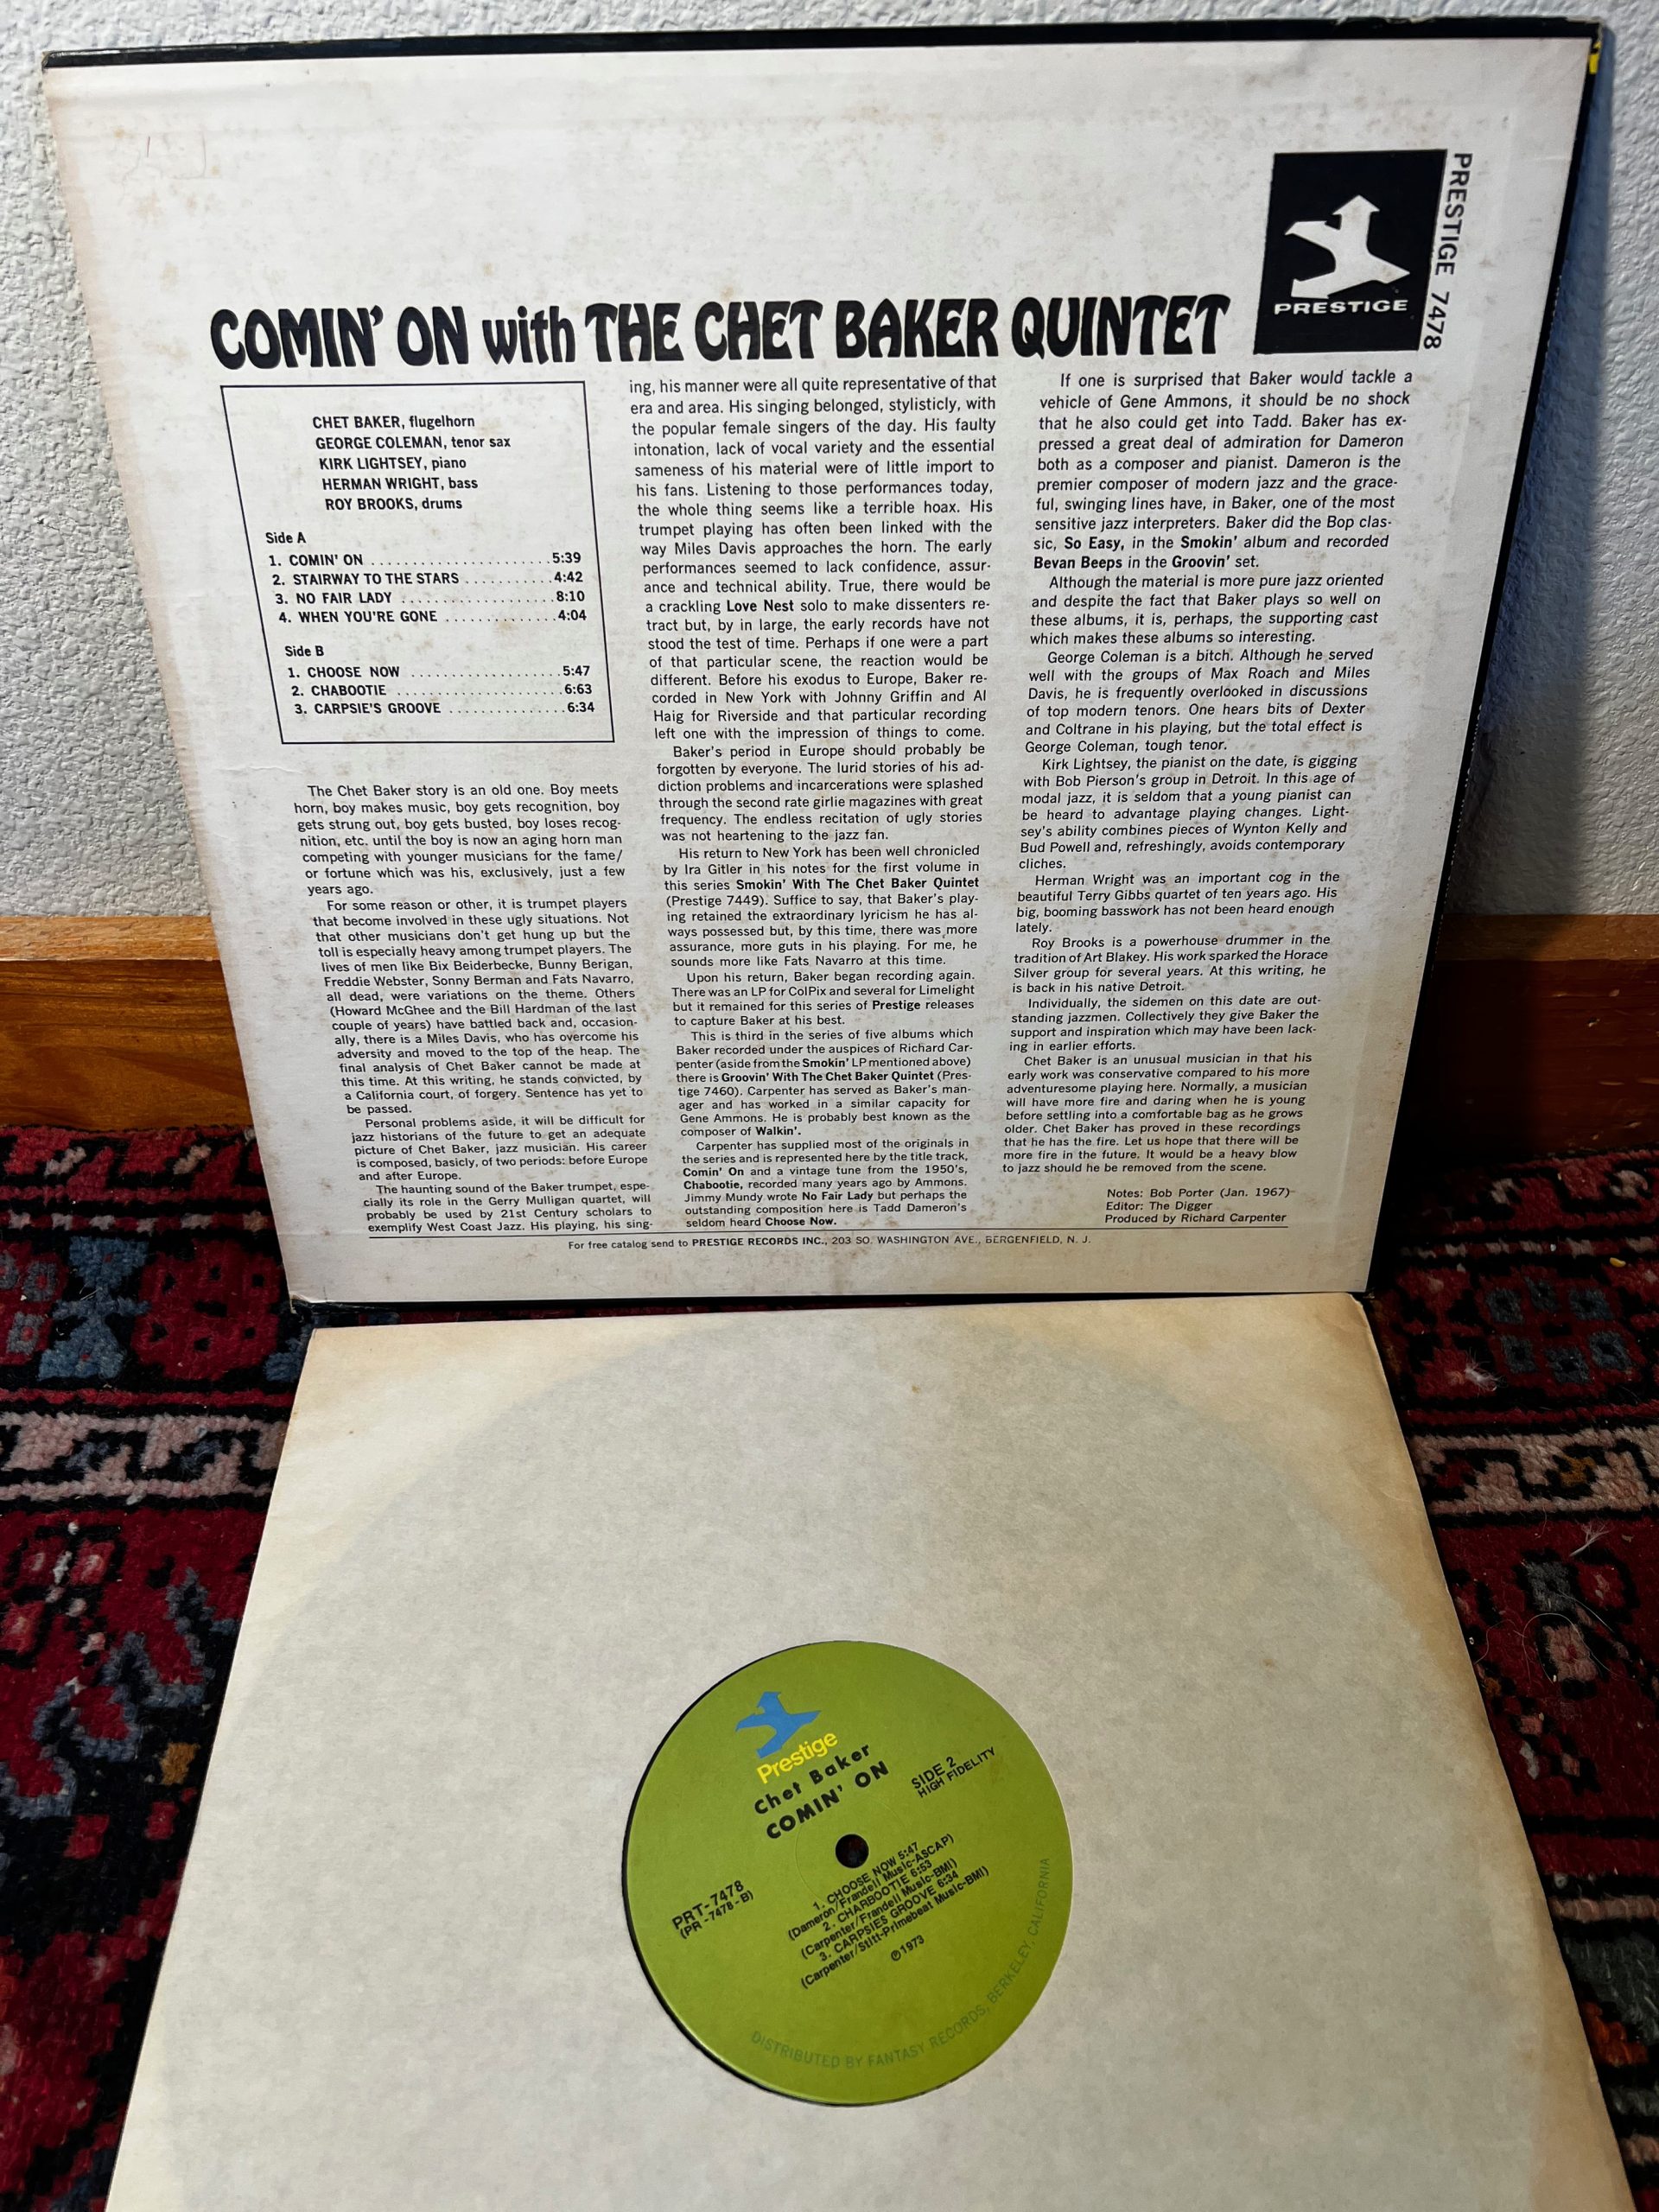 PRESTIGE 7478
PRESTIGE
COMIN' ON with THE CHET BAKER QUINTET
CHET BAKER, flugelhorn
GEORGE COLEMAN, tenor sax
KIRK LIGHTSEY, piano
HERMAN WRIGHT, bass
ROY BROOKS, drums
Side A
1. COMIN' ON ....................... 5:39
2. STAIRWAY TO THE STARS ........... 4:42
3. NO FAIR LADY .................... 8:10
4. WHEN YOU'RE GONE .............. 4:04
Side B
1. CHOOSE NOW .................... 5:47
2. CHABOOTIE ...................... 6:63
3. CARPSIE'S GROOVE ............... 6:34
The Chet Baker story is an old one. Boy meets
horn, boy makes music, boy gets recognition, boy
gets strung out, boy gets busted, boy loses recog-
nition, etc. until the boy is now an aging horn man
competing with younger musicians for the fame/
or fortune which was his, exclusively, just a few
years ago.
For some reason or other, it is trumpet players
that become involved in these ugly situations. Not
that other musicians don't get hung up but the
toll is especially heavy among trumpet players. The
lives of men like Bix Beiderbecke, Bunny Berigan,
Freddie Webster, Sonny Berman and Fats Navarro,
all dead, were variations on the theme. Others
(Howard McGhee and the Bill Hardman of the last
couple of years) have battled back and, occasion-
ally, there is a Miles Davis, who has overcome his
adversity and moved to the top of the heap. The
final analysis of Chet Baker cannot be made at
this time. At this writing, he stands convicted, by
a California court, of forgery. Sentence has yet to
be passed.
Personal problems aside, it will be difficult for
jazz historians of the future to get an adequate
picture of Chet Baker, jazz musician. His career
is composed, basicly, of two periods: before Europe
and after Europe.
The haunting sound of the Baker trumpet, espe-
cially its role in the Gerry Mulligan quartet, will
probably be used by 21st Century scholars to
exemplify West Coast Jazz. His playing, his sing-
ing, his manner were all quite representative of that
era and area. His singing belonged, stylisticly, with
the popular female singers of the day. His faulty
intonation, lack of vocal variety and the essential
sameness of his material were of little import to
his fans. Listening to those performances today,
the whole thing seems like a terrible hoax. His
trumpet playing has often been linked with the
way Miles Davis approaches the horn. The early
performances seemed to lack confidence, assur-
ance and technical ability. True, there would be
a crackling Love Nest solo to make dissenters re-
tract but, by in large, the early records have not
stood the test of time. Perhaps if one were a part
of that particular scene, the reaction would be
different. Before his exodus to Europe, Baker re-
corded in New York with Johnny Griffin and Al
Haig for Riverside and that particular recording
left one with the impression of things to come.
Baker's period in Europe should probably be
forgotten by everyone. The lurid stories of his ad-
diction problems and incarcerations were splashed
through the second rate girlie magazines with great
frequency. The endless recitation of ugly stories
was not heartening to the jazz fan.
His return to New York has been well chronicled
by Ira Gitler in his notes for the first volume in
this series Smokin' With The Chet Baker Quintet
(Prestige 7449). Suffice to say, that Baker's play-
ing retained the extraordinary lyricism he has al-
ways possessed but, by this time, there was more
assurance, more guts in his playing. For me, he
sounds more like Fats Navarro at this time.
Upon his return, Baker began recording again.
There was an LP for ColPix and several for Limelight
but it remained for this series of Prestige releases
to capture Baker at his best.
This is third in the series of five albums which
Baker recorded under the auspices of Richard Car-
penter (aside from the Smokin' LP mentioned above)
there is Groovin' With The Chet Baker Quintet (Pres-
tige 7460). Carpenter has served as Baker's man-
ager and has worked in a similar capacity for
Gene Ammons. He is probably best known as the
composer of Walkin'.
Carpenter has supplied most of the originals in
the series and is represented here by the title track,
Comin' On and a vintage tune from the 1950's,
Chabootie, recorded many years ago by Ammons.
Jimmy Mundy wrote No Fair Lady but perhaps the
outstanding composition here is Tadd Dameron's
seldom heard Choose Now.
If one is surprised that Baker would tackle a
vehicle of Gene Ammons, it should be no shock
that he also could get into Tadd. Baker has ex-
pressed a great deal of admiration for Dameron
both as a composer and pianist. Dameron is the
premier composer of modern jazz and the grace-
ful, swinging lines have, in Baker, one of the most
sensitive jazz interpreters. Baker did the Bop clas-
sic, So Easy, in the Smokin' album and recorded
Bevan Beeps in the Groovin' set.
Although the material is more pure jazz oriented
and despite the fact that Baker plays so well on
these albums, it is, perhaps, the supporting cast
which makes these albums so interesting.
George Coleman is a bitch. Although he served
well with the groups of Max Roach and Miles
Davis, he is frequently overlooked in discussions
of top modern tenors. One hears bits of Dexter
and Coltrane in his playing, but the total effect is
George Coleman, tough tenor.
Kirk Lightsey, the pianist on the date, is gigging
with Bob Pierson's group in Detroit. In this age of
modal jazz, it is seldom that a young pianist can
be heard to advantage playing changes. Light-
sey's ability combines pieces of Wynton Kelly and
Bud Powell and, refreshingly, avoids contemporary
cliches.
Herman Wright was an important cog in the
beautiful Terry Gibbs quartet of ten years ago. His
big, booming basswork has not been heard enough
lately.
Roy Brooks is a powerhouse drummer in the
tradition of Art Blakey. His work sparked the Horace
Silver group for several years. At this writing, he
is back in his native Detroit.
Individually, the sidemen on this date are out-
standing jazzmen. Collectively they give Baker the
support and inspiration which may have been lack-
ing in earlier efforts.
Chet Baker is an unusual musician in that his
early work was conservative compared to his more
adventuresome playing here. Normally, a musician
will have more fire and daring when he is young
before settling into a comfortable bag as he grows
older. Chet Baker has proved in these recordings
that he has the fire. Let us hope that there will be
more fire in the future. It would be a heavy blow
to jazz should he be removed from the scene.
Notes: Bob Porter (Jan. 1967)
Editor: The Digger
Produced by Richard Carpenter
For free catalog send to PRESTIGE RECORDS INC., 203 SO. WASHINGTON AVE., BERGENFIELD, N. J.
Prestige
Chet Baker
COMIN' ON
SIDE 2
HIGH FIDELITY
PRT-7478
(PR-7478-B)
1. CHOOSE NOW 5:47
(Dameron/Frandell Music-ASCAP)
2. CHARBOOTIE 6:53
(Carpenter/Frandell Music-BMI)
3. CARPSIES GROOVE 6:34
(Carpenter/Stitt-Primebeat Music-BMI)
℗1973
DISTRIBUTED BY FANTASY RECORDS, BERKELEY, CALIFORNIA